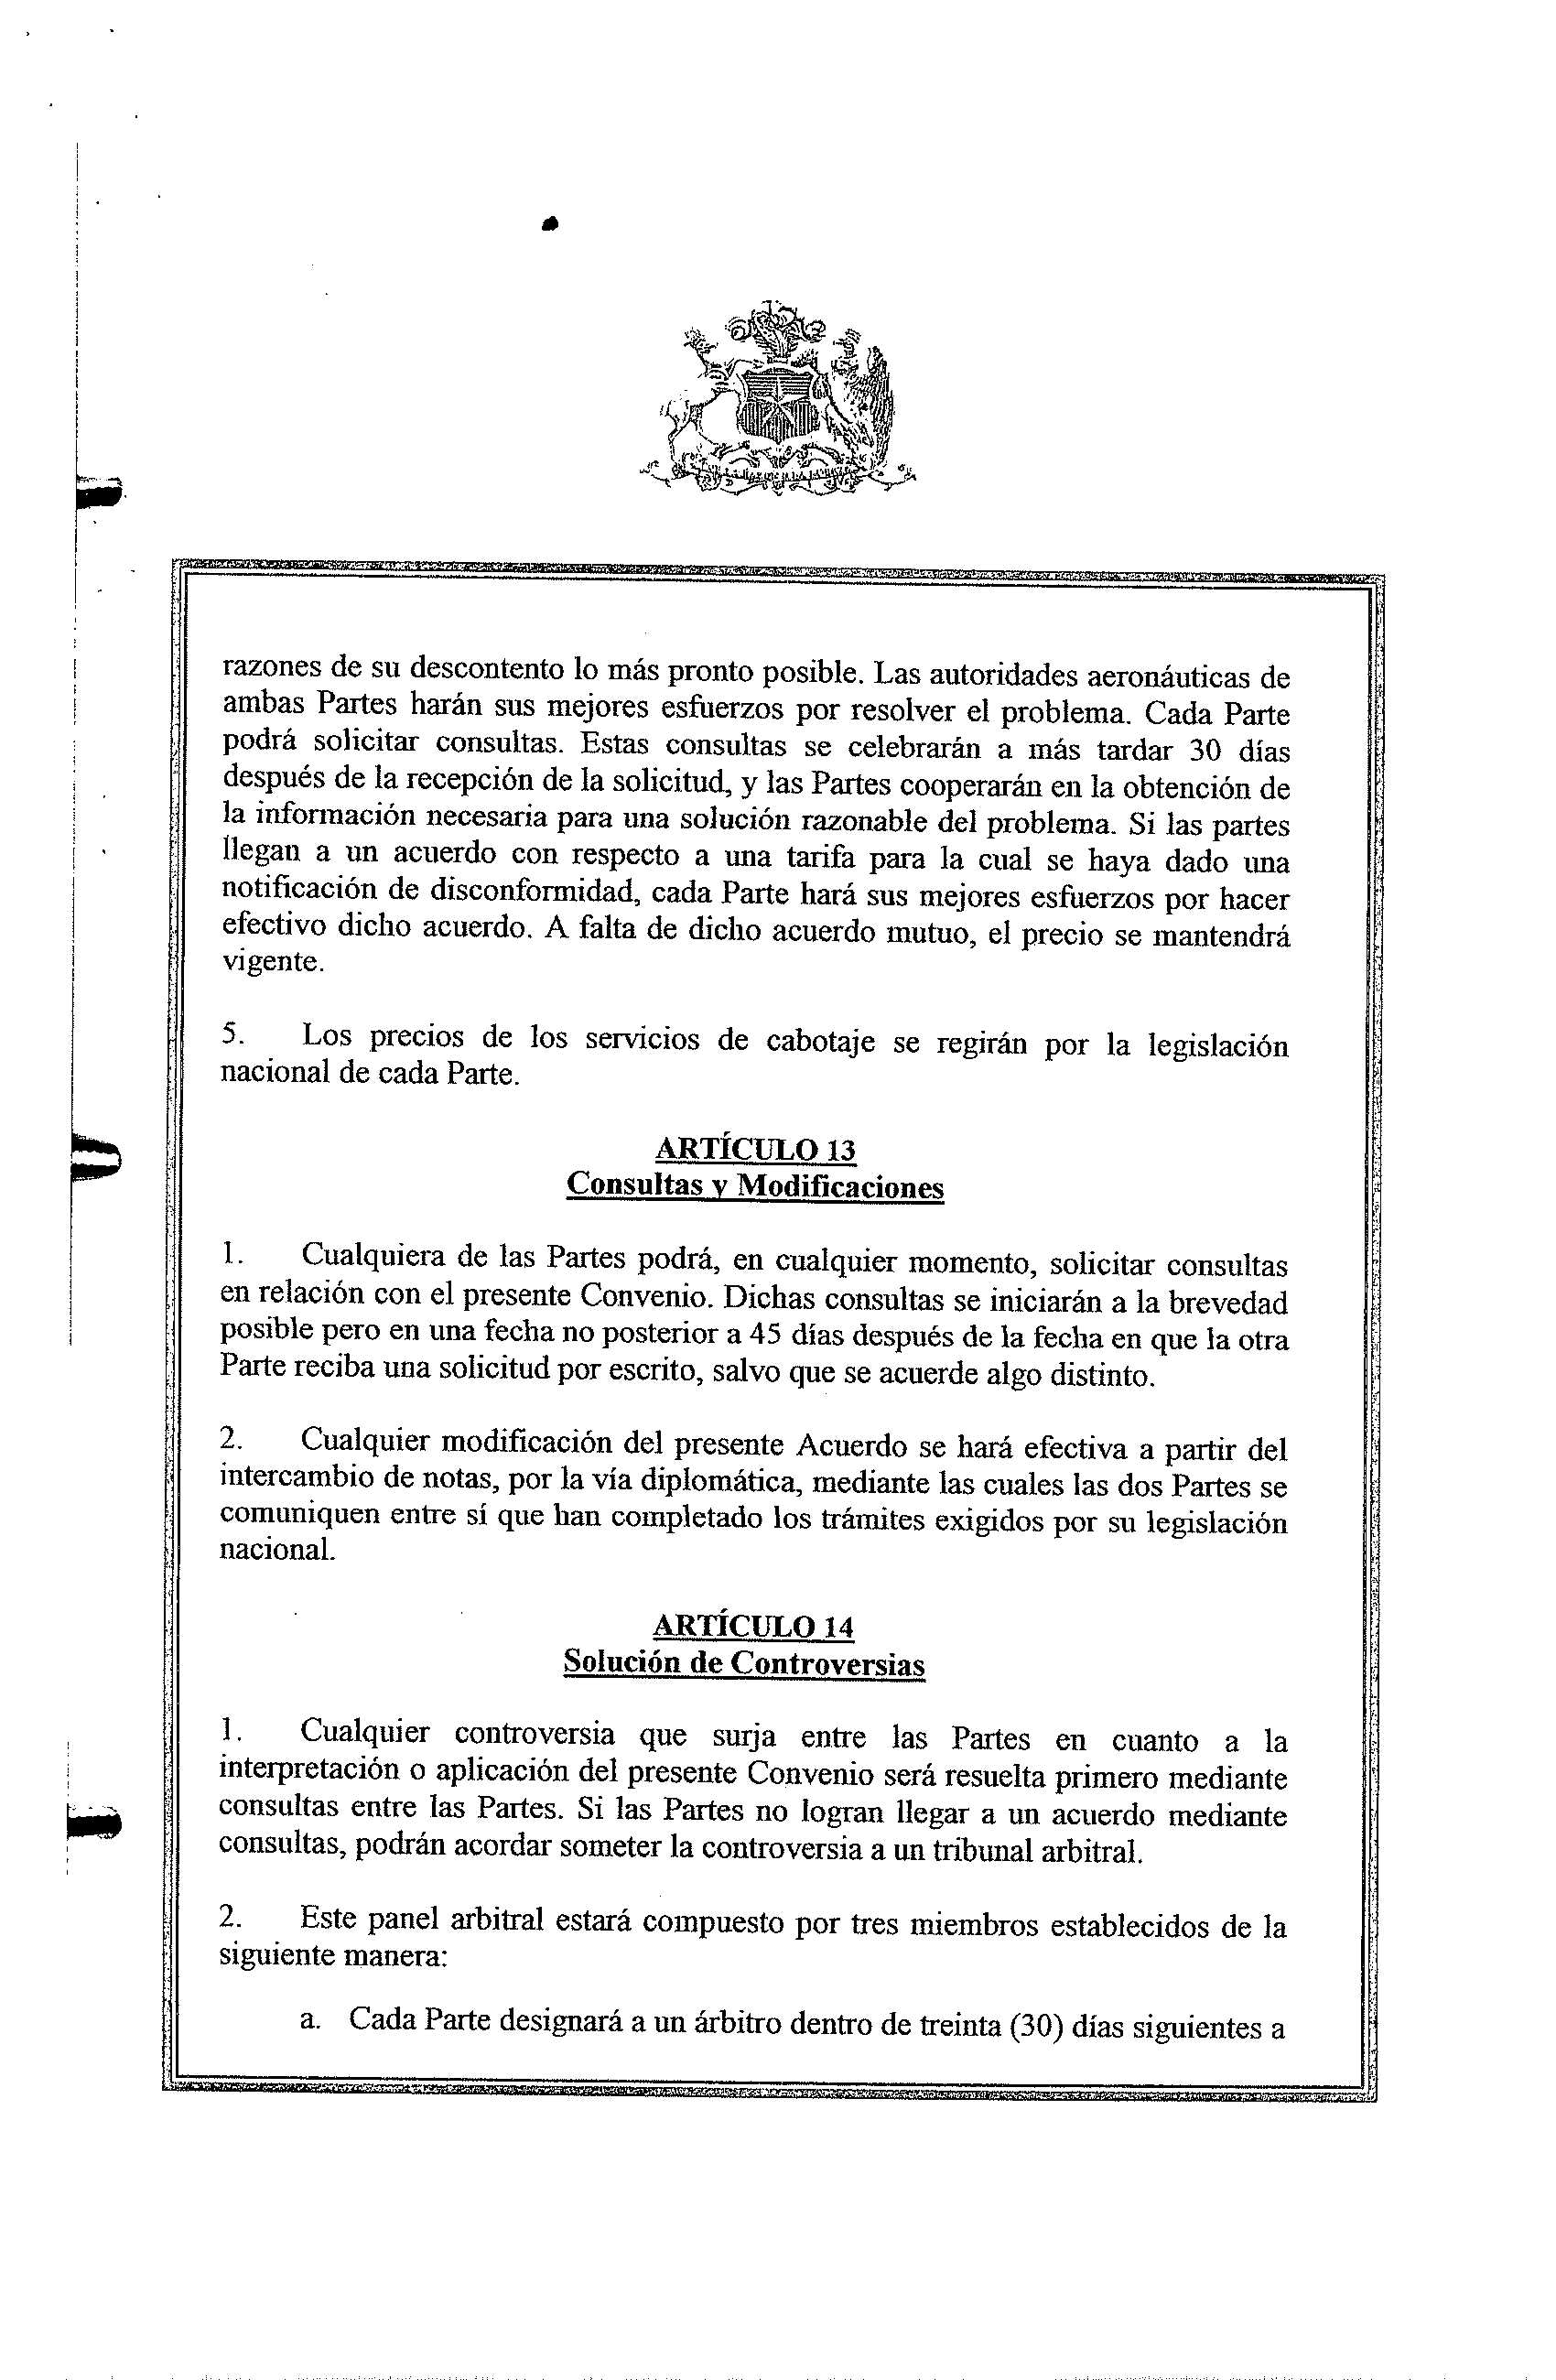 razones de su descontento lo más pronto posible. Las autoridades aeronáuticas de
ambas Partes harán sus mejores esfuerzos por resolver el problema. Cada Parte
podrá solicitar consultas. Estas consultas se celebrarán a más tardar 30 días
después de la recepción de la solicitud, y las Partes cooperarán en la obtención de
la información necesaria para una solución razonable del problema. Si las partes
llegan a un acuerdo con respecto a una tarifa para la cual se haya dado una
notificación de disconformidad, cada Parte hará sus mejores esfuerzos por hacer
efectivo dicho acuerdo. A falta de dicho acuerdo mutuo, el precio se mantendrá
vigente.
5. Los precios de los servicios de cabotaje se regirán por la legislación
nacional de cada Parte.
ARTÍCULO 13
Consultas y Modificaciones
1. Cualquiera de las Partes podrá, en cualquier momento, solicitar consultas
en relación con el presente Convenio. Dichas consultas se iniciarán a la brevedad
posible pero en una fecha no posterior a 45 días después de la fecha en que la otra
Parte reciba una solicitud por escrito, salvo que se acuerde algo distinto.
2. Cualquier modificación del presente Acuerdo se hará efectiva a partir del
intercambio de notas, por la vía diplomática, mediante las cuales las dos Partes se
comuniquen entre sí que han completado los trámites exigidos por su legislación
nacional.
ARTÍCULO 14
Solución de Controversias
1. Cualquier controversia que surja entre las Partes en cuanto a la
interpretación o aplicación del presente Convenio será resuelta primero mediante
consultas entre las Partes. Si las Partes no logran llegar a un acuerdo mediante
consultas, podrán acordar someter la controversia a un tribunal arbitral.
2. Este panel arbitral estará compuesto por tres miembros establecidos de la
siguiente manera:
a. Cada Parte designará a un árbitro dentro de treinta (30) días siguientes a